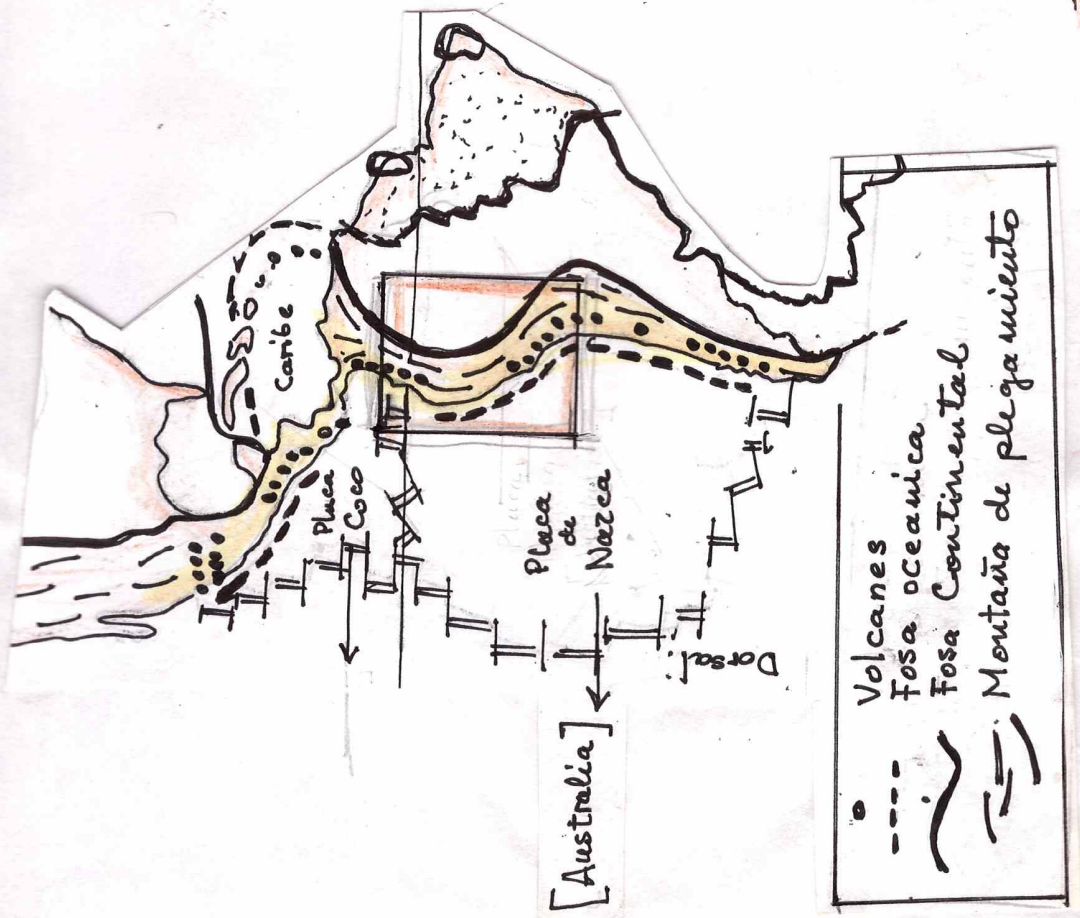 Caribe
Placa
Coco
Placa
de
Nazca
Dorsal.
[Australia]
Volcanes
Fosa oceanica
Fosa Continental
Montaña de plegamiento